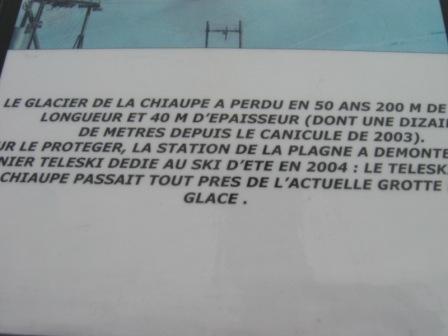 LE GLACIER DE LA CHIAUPE A PERDU EN 50 ANS 200 M DE
LONGUEUR ET 40 M D'EPAISSEUR (DONT UNE DIZAI
DE METRES DEPUIS LE CANICULE DE 2003).
UR LE PROTEGER, LA STATION DE LA PLAGNE A DEMONTE
NIER TELESKI DEDIE AU SKI D'ETE EN 2004 : LE TELESK
CHIAUPE PASSAIT TOUT PRES DE L'ACTUELLE GROTTE
GLACE .